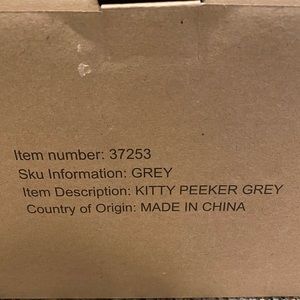 Item number: 37253
Sku Information: GREY
Item Description: KITTY PEEKER GREY
Country of Origin: MADE IN CHINA